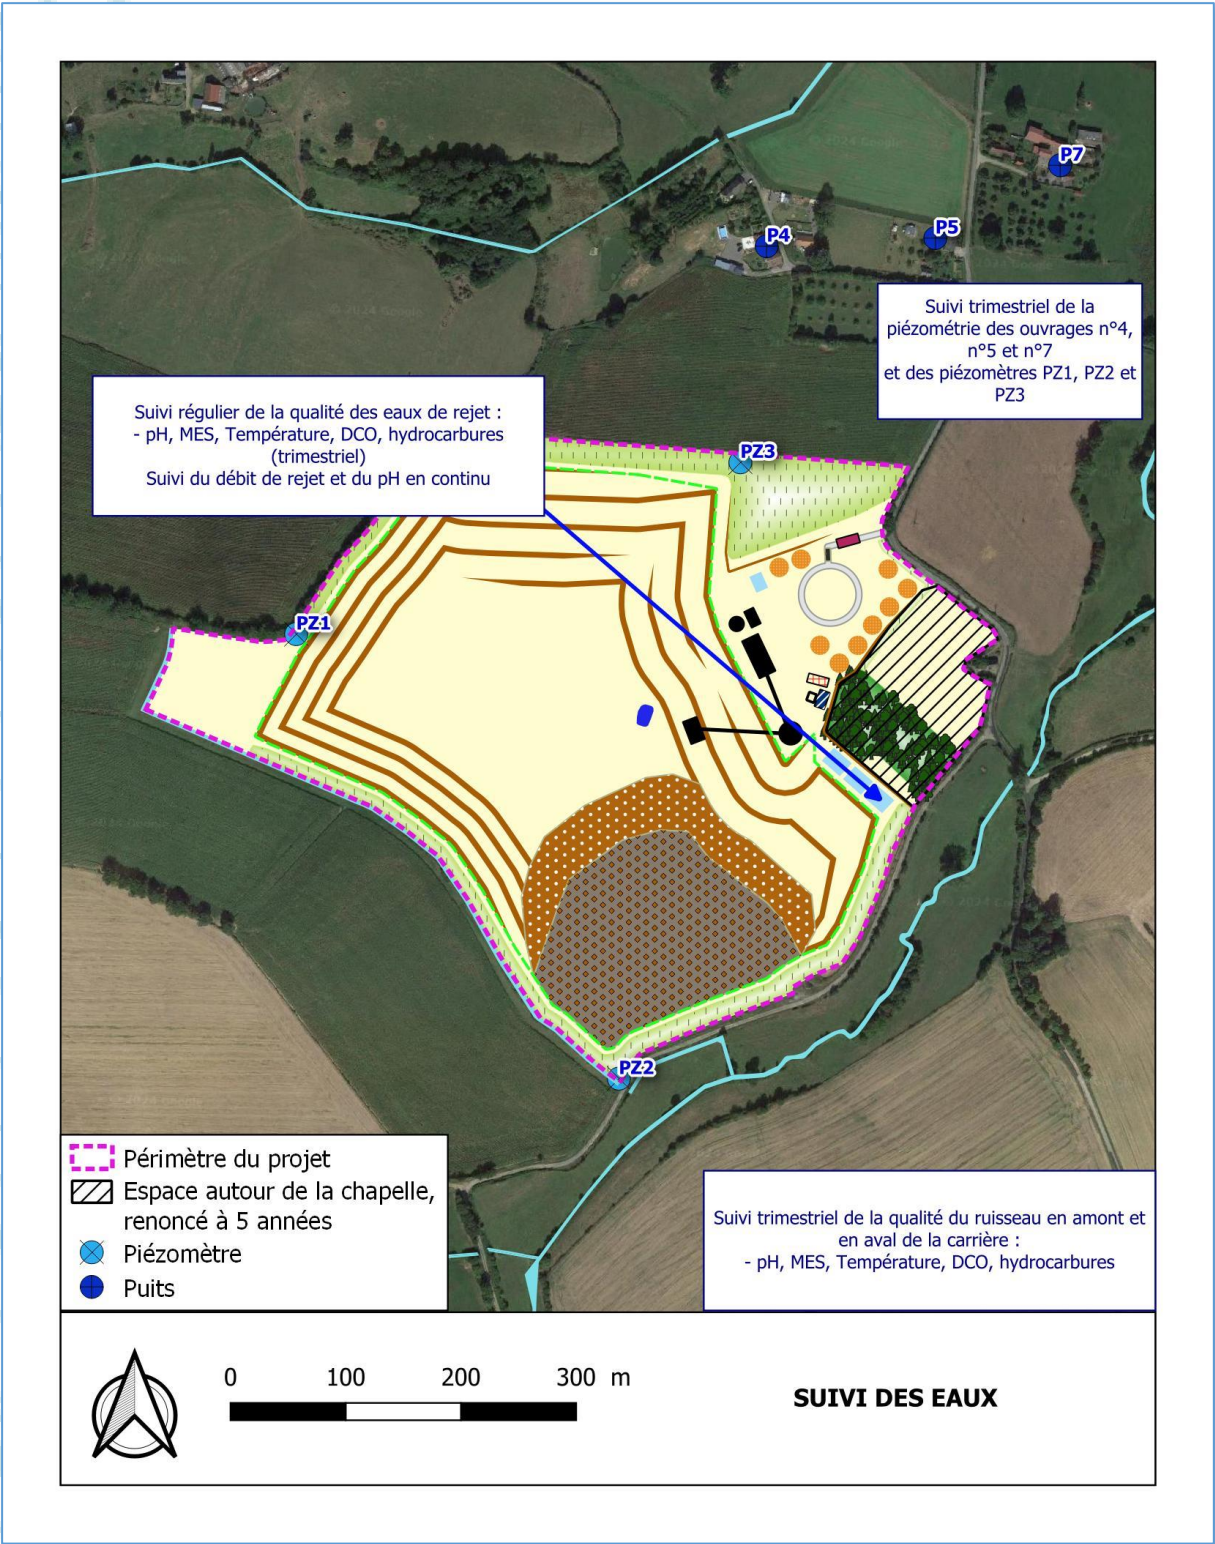 P7
P5
P4
Suivi trimestriel de la
piézométrie des ouvrages n°4,
n°5 et n°7
et des piézomètres PZ1, PZ2 et
PZ3
Suivi régulier de la qualité des eaux de rejet :
- pH, MES, Température, DCO, hydrocarbures
(trimestriel)
Suivi du débit de rejet et du pH en continu
PZ3
PZ1
PZ2
Périmètre du projet
Espace autour de la chapelle,
renoncé à 5 années
Piézomètre
Puits
Suivi trimestriel de la qualité du ruisseau en amont et
en aval de la carrière :
- pH, MES, Température, DCO, hydrocarbures
0 100 200 300 m
SUIVI DES EAUX